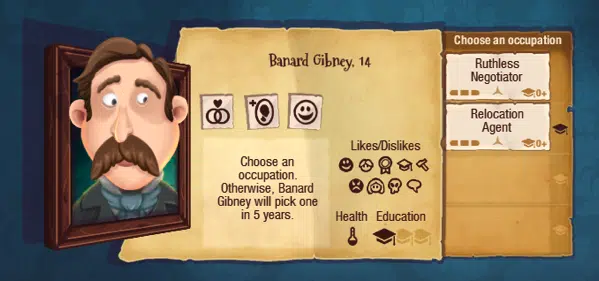 Choose an occupation
Banard Gibney, 14
Ruthless
Negotiator
0+
Relocation
Agent
0+
Choose an
occupation.
Otherwise, Banard
Gibney will pick one
in 5 years.
Likes/Dislikes
Health Education